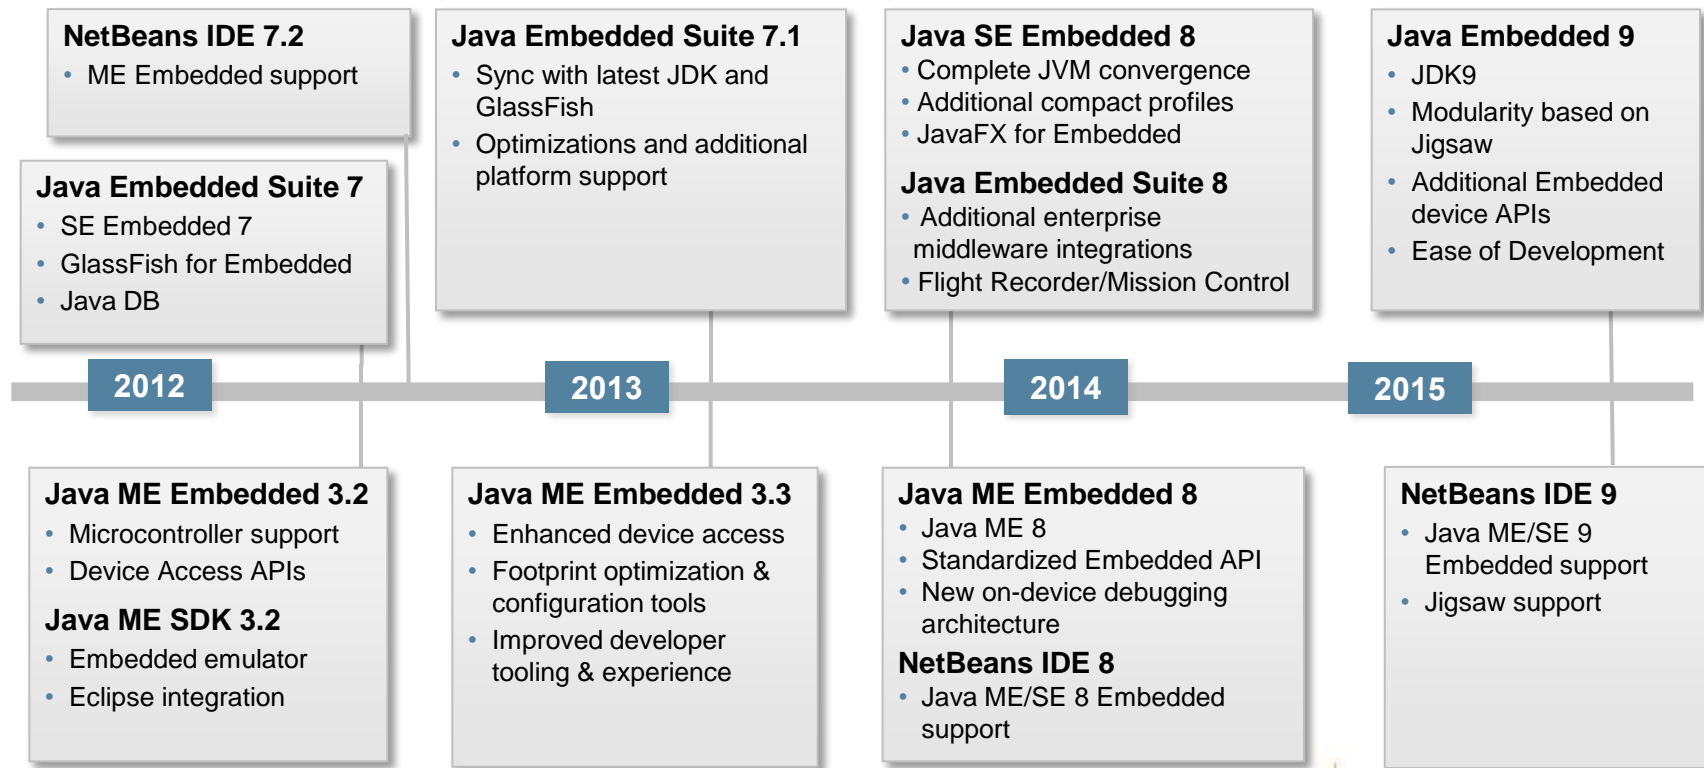 NetBeans IDE 7.2
• ME Embedded support
Java Embedded Suite 7
• SE Embedded 7
• GlassFish for Embedded
• Java DB
Java Embedded Suite 7.1
• Sync with latest JDK and
GlassFish
• Optimizations and additional
platform support
Java SE Embedded 8
• Complete JVM convergence
• Additional compact profiles
• JavaFX for Embedded
Java Embedded Suite 8
• Additional enterprise
middleware integrations
• Flight Recorder/Mission Control
Java Embedded 9
• JDK9
• Modularity based on
Jigsaw
• Additional Embedded
device APIs
• Ease of Development
2012
2013
2014
2015
Java ME Embedded 3.2
• Microcontroller support
• Device Access APIs
Java ME SDK 3.2
• Embedded emulator
• Eclipse integration
Java ME Embedded 3.3
• Enhanced device access
• Footprint optimization &
configuration tools
• Improved developer
tooling & experience
Java ME Embedded 8
• Java ME 8
• Standardized Embedded API
• New on-device debugging
architecture
NetBeans IDE 8
• Java ME/SE 8 Embedded
support
NetBeans IDE 9
• Java ME/SE 9
Embedded support
• Jigsaw support